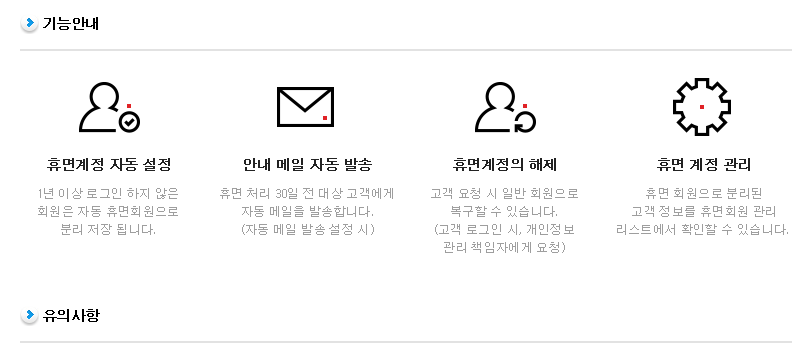 기능안내
휴면계정 자동 설정
1년 이상 로그인 하지 않은
회원은 자동 휴면회원으로
분리 저장 됩니다.
안내 메일 자동 발송
휴면 처리 30일 전 대상 고객에게
자동 메일을 발송합니다.
(자동 메일 발송 설정 시)
휴면계정의 해제
고객 요청 시 일반 회원으로
복구할 수 있습니다.
(고객 로그인 시, 개인정보
관리 책임자에게 요청)
휴면 계정 관리
휴면 회원으로 분리된
고객 정보를 휴면회원 관리
리스트에서 확인할 수 있습니다.
유의사항